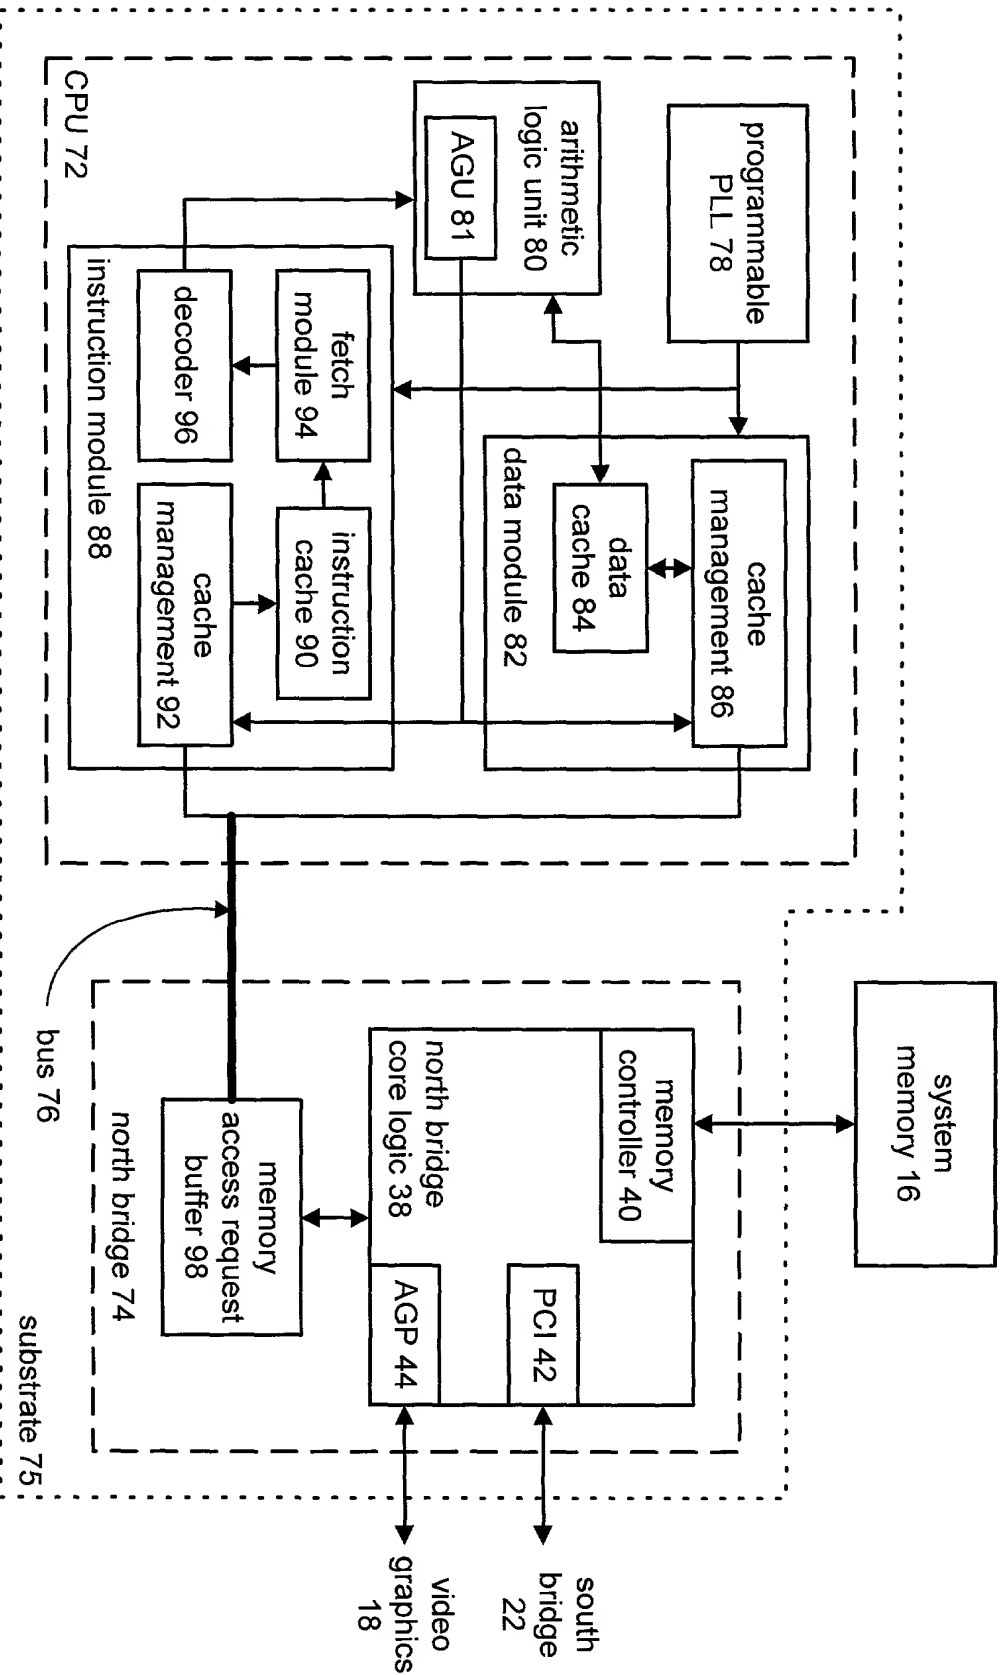 programmable
PLL 78
arithmetic
logic unit 80
AGU 81
CPU 72
cache
management 86
data
cache 84
data module 82
fetch
module 94
decoder 96
instruction
cache 90
cache
management 92
instruction module 88
system
memory 16
memory
controller 40
north bridge
core logic 38
PCI 42
AGP 44
memory
access request
buffer 98
north bridge 74
bus 76
substrate 75
south
bridge
22
video
graphics
18